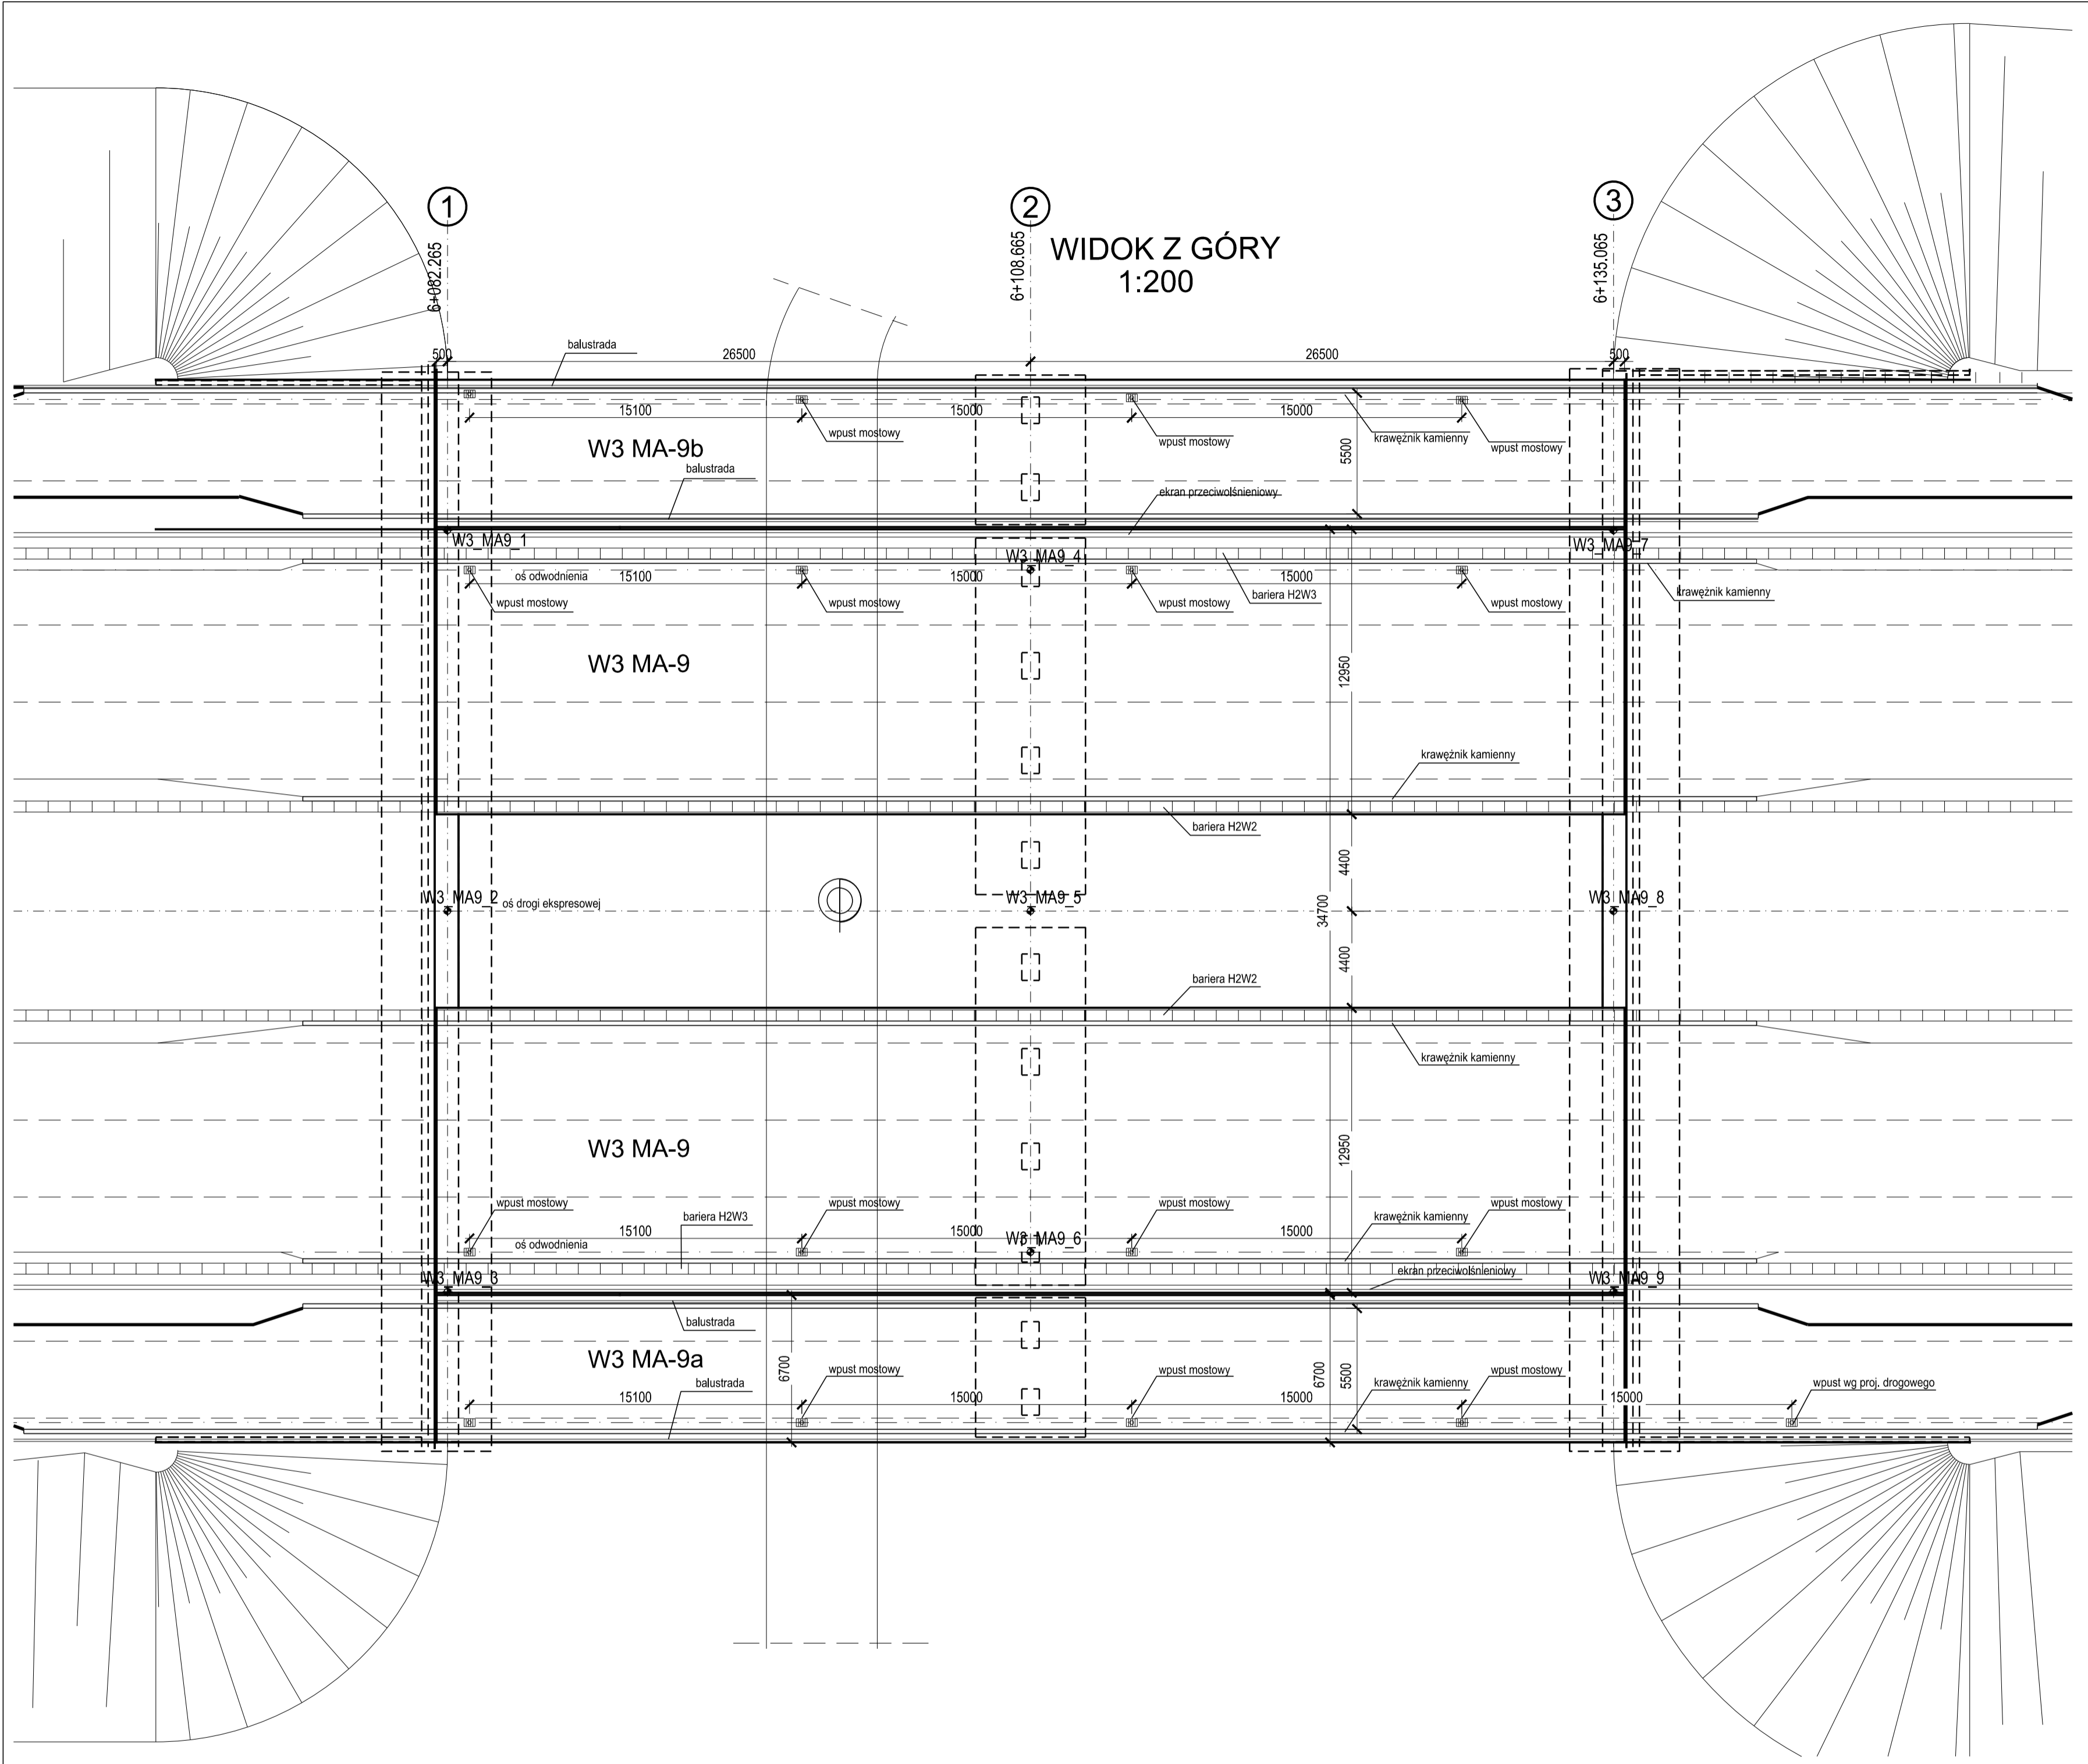 1
2
3
6+082.265
6+108.665
6+135.065
WIDOK Z GÓRY
1:200
balustrada
500
26500
26500
500
15100
15000
15000
wpust mostowy
wpust mostowy
krawężnik kamienny
wpust mostowy
5500
W3 MA-9b
balustrada
ekran przeciwolśnieniowy
W3_MA9_1
W3_MA9_4
W3_MA9_7
oś odwodnienia
15100
15000
15000
bariera H2W3
krawężnik kamienny
wpust mostowy
wpust mostowy
wpust mostowy
wpust mostowy
W3 MA-9
12950
krawężnik kamienny
bariera H2W2
4400
W3_MA9_2
oś drogi ekspresowej
W3_MA9_5
W3_MA9_8
34700
4400
bariera H2W2
krawężnik kamienny
W3 MA-9
12950
wpust mostowy
wpust mostowy
wpust mostowy
wpust mostowy
bariera H2W3
krawężnik kamienny
15100
15000
15000
oś odwodnienia
W3_MA9_6
W3_MA9_3
ekran przeciwolśnieniowy
W3_MA9_9
balustrada
W3 MA-9a
6700
6700
5500
wpust mostowy
wpust mostowy
wpust mostowy
balustrada
krawężnik kamienny
wpust wg proj. drogowego
15100
15000
15000
15000